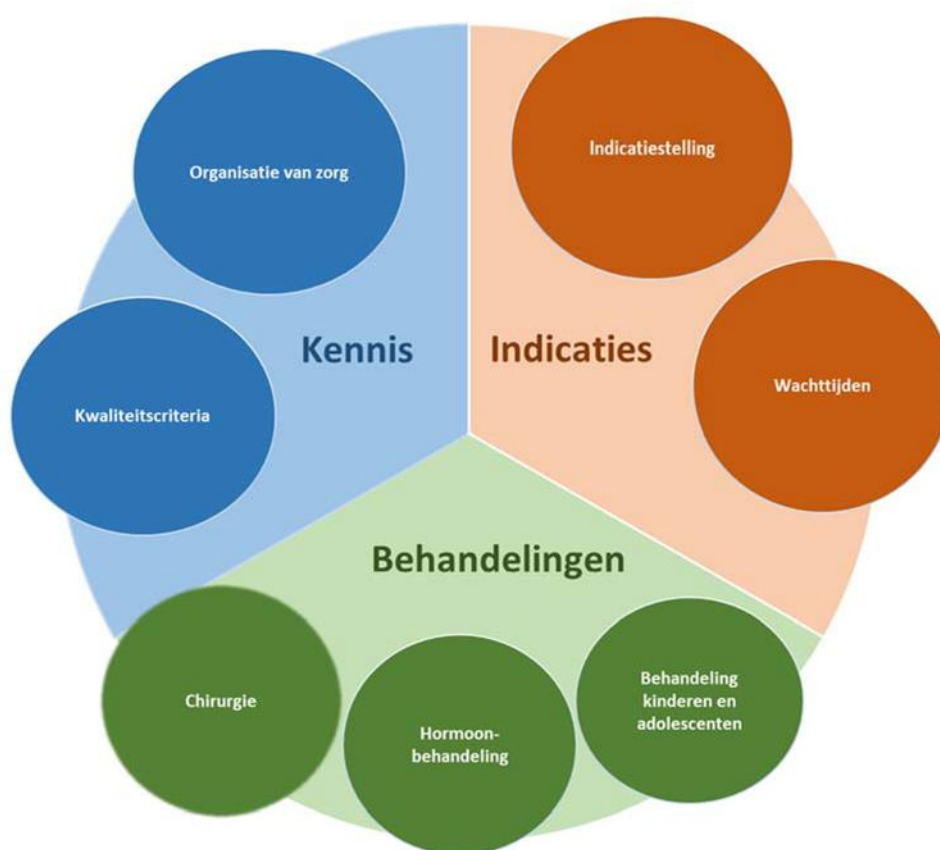 Indicatiestelling
Organisatie van zorg
Kennis
Indicaties
Wachttijden
Kwaliteitscriteria
Behandelingen
Chirurgie
Hormoon-
behandeling
Behandeling
kinderen en
adolescenten